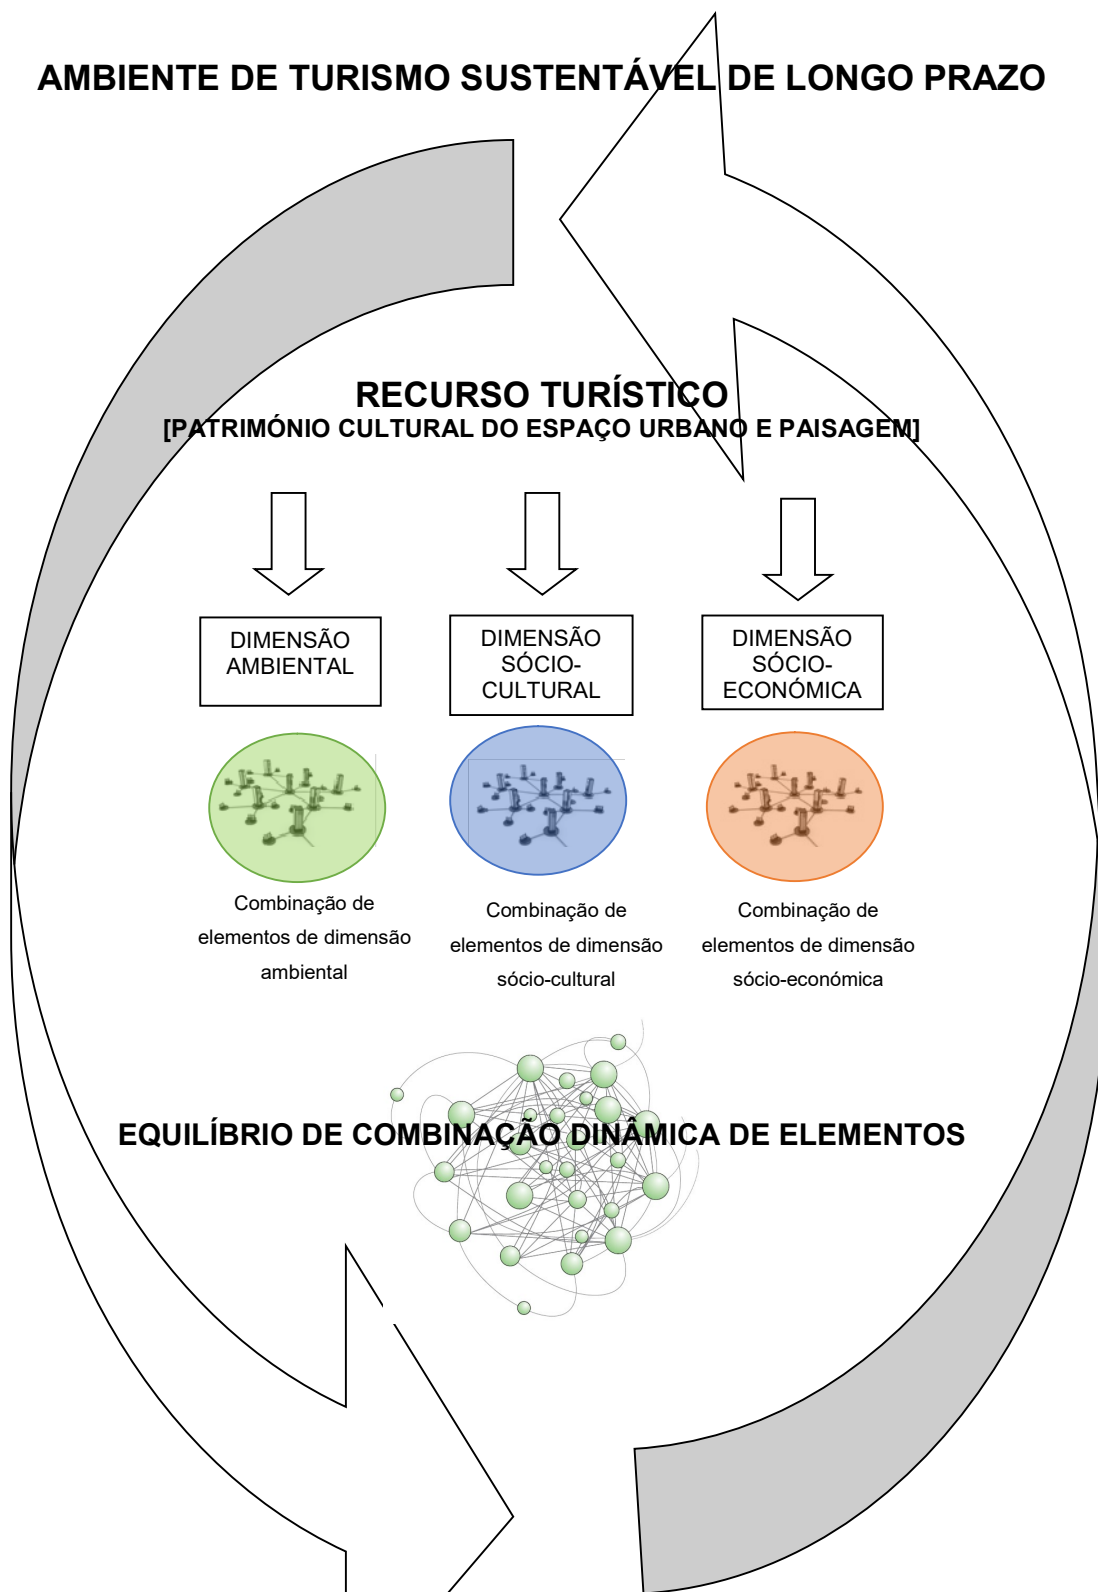 AMBIENTE DE TURISMO SUSTENTÁVEL DE LONGO PRAZO
RECURSO TURÍSTICO
[PATRIMÓNIO CULTURAL DO ESPAÇO URBANO E PAISAGEM]
DIMENSÃO
AMBIENTAL
DIMENSÃO
SÓCIO-
CULTURAL
DIMENSÃO
SÓCIO-
ECONÓMICA
Combinação de
elementos de dimensão
ambiental
Combinação de
elementos de dimensão
sócio-cultural
Combinação de
elementos de dimensão
sócio-económica
EQUILÍBRIO DE COMBINAÇÃO DINÂMICA DE ELEMENTOS